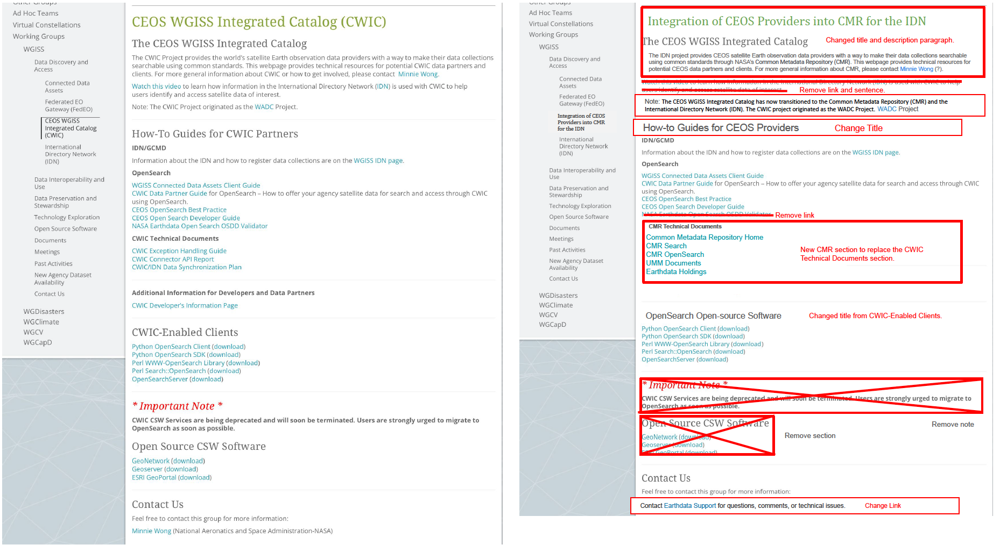 Other Groups
Ad Hoc Teams
Virtual Constellations
Working Groups
WGISS
Data Discovery and
Access
Connected Data
Assets
Federated EO
Gateway (FedEO)
CEOS WGISS
Integrated Catalog
(CWIC)
International
Directory Network
(IDN)
Data Interoperability and
Use
Data Preservation and
Stewardship
Technology Exploration
Open Source Software
Documents
Meetings
Past Activities
New Agency Dataset
Availability
Contact Us
WGDisasters
WGClimate
WGCV
WGCapD
CEOS WGISS Integrated Catalog (CWIC)
The CEOS WGISS Integrated Catalog
The CWIC Project provides the world's satellite Earth observation data providers with a way to make their data collections
searchable using common standards. This webpage provides technical resources for potential CWIC data partners and
clients. For more general information about CWIC or how to get involved, please contact Minnie Wong.
Watch this video to learn how information in the International Directory Network (IDN) is used with CWIC to help
users identify and access satellite data of interest.
Note: The CWIC Project originated as the WADC Project.
How-To Guides for CWIC Partners
IDN/GCMD
Information about the IDN and how to register data collections are on the WGISS IDN page.
OpenSearch
WGISS Connected Data Assets Client Guide
CWIC Data Partner Guide for OpenSearch – How to offer your agency satellite data for search and access through CWIC
using OpenSearch.
CEOS OpenSearch Best Practice
CEOS Open Search Developer Guide
NASA Earthdata Open Search OSDD Validator
CWIC Technical Documents
CWIC Exception Handling Guide
CWIC Connector API Report
CWIC/IDN Data Synchronization Plan
Additional Information for Developers and Data Partners
CWIC Developer's Information Page
CWIC-Enabled Clients
Python OpenSearch Client (download)
Python OpenSearch SDK (download)
Perl WWW-OpenSearch Library (download)
Perl Search::OpenSearch (download)
OpenSearchServer (download)
* Important Note *
CWIC CSW Services are being deprecated and will soon be terminated. Users are strongly urged to migrate to
OpenSearch as soon as possible.
Open Source CSW Software
GeoNetwork (download)
Geoserver (download)
ESRI GeoPortal (download)
Contact Us
Feel free to contact this group for more information:
Minnie Wong (National Aeronatics and Space Administration-NASA)
Other Groups
Ad Hoc Teams
Virtual Constellations
Working Groups
WGISS
Data Discovery and
Access
Connected Data
Assets
Federated EO
Gateway (FedEO)
Integration of CEOS
Providers into CMR
for the IDN
International
Directory Network
(IDN)
Data Interoperability and
Use
Data Preservation and
Stewardship
Technology Exploration
Open Source Software
Documents
Meetings
Past Activities
New Agency Dataset
Availability
Contact Us
WGDisasters
WGClimate
WGCV
WGCapD
Integration of CEOS Providers into CMR for the IDN
The CEOS WGISS Integrated Catalog
Changed title and description paragraph.
The IDN project provides CEOS satellite Earth observation data providers with a way to make their data collections searchable
using common standards through NASA's Common Metadata Repository (CMR). This webpage provides technical resources for
potential CEOS data partners and clients. For more general information about CMR, please contact Minnie Wong (?).
Watch this video to learn how information in the International Directory Network (IDN) is used with CWIC to help
users identify and access satellite data of interest. Remove link and sentence.
Note: The CEOS WGISS Integrated Catalog has now transitioned to the Common Metadata Repository (CMR) and the
International Directory Network (IDN). The CWIC project originated as the WADC Project. WADC Project
How-to Guides for CEOS Providers Change Title
IDN/GCMD
Information about the IDN and how to register data collections are on the WGISS IDN page.
OpenSearch
WGISS Connected Data Assets Client Guide
CWIC Data Partner Guide for OpenSearch – How to offer your agency satellite data for search and access through CWIC
using OpenSearch.
CEOS OpenSearch Best Practice
CEOS Open Search Developer Guide
NASA Earthdata Open Search OSDD Validator Remove link
CMR Technical Documents
Common Metadata Repository Home
CMR Search
CMR OpenSearch
UMM Documents
Earthdata Holdings
New CMR section to replace the CWIC
Technical Documents section.
OpenSearch Open-source Software Changed title from CWIC-Enabled Clients.
Python OpenSearch Client (download)
Python OpenSearch SDK (download)
Perl WWW-OpenSearch Library (download)
Perl Search::OpenSearch (download)
OpenSearchServer (download)
* Important Note *
CWIC CSW Services are being deprecated and will soon be terminated. Users are strongly urged to migrate to
OpenSearch as soon as possible.
Open Source CSW Software
Remove note
GeoNetwork (download)
Remove section
Geoserver (download)
ESRI GeoPortal (download)
Contact Us
Feel free to contact this group for more information:
Contact Earthdata Support for questions, comments, or technical issues. Change Link